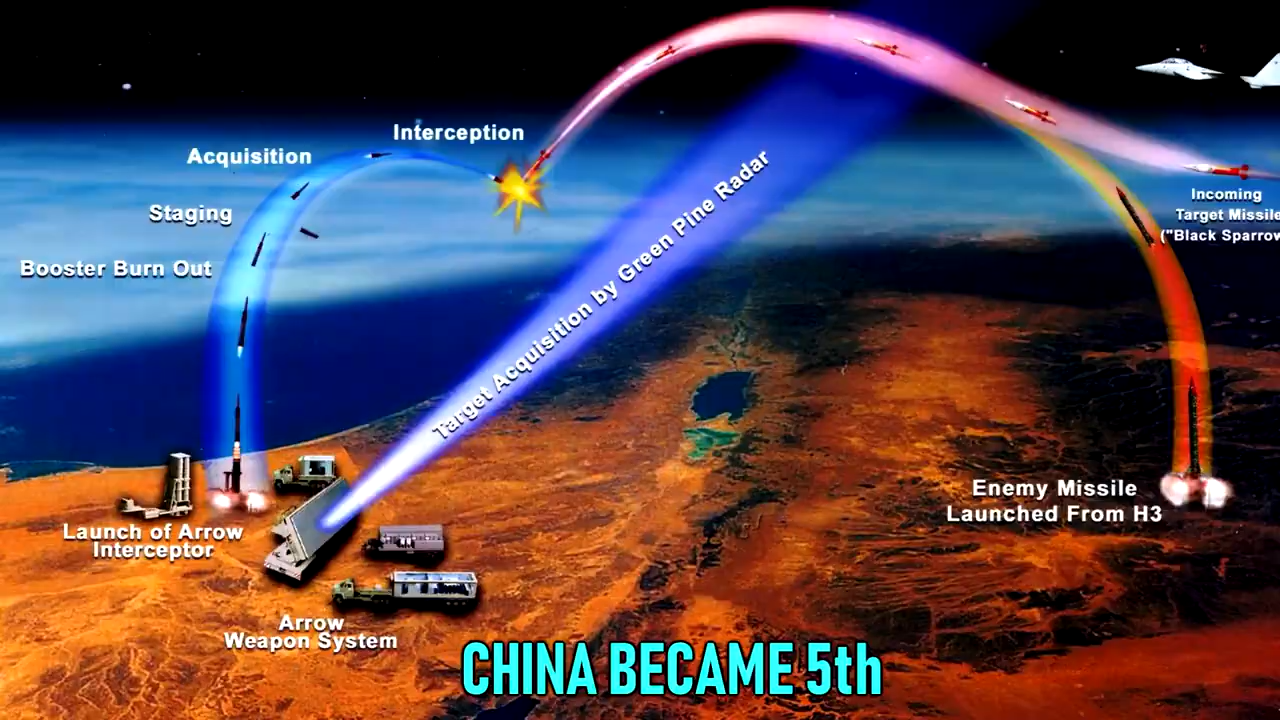 Interception
Acquisition
Staging
Booster Burn Out
Target Acquisition by Green Pine Radar
Incoming
Target Missile
("Black Sparrow
Enemy Missile
Launched From H3
Launch of Arrow
Interceptor
Arrow
Weapon System
CHINA BECAME 5th